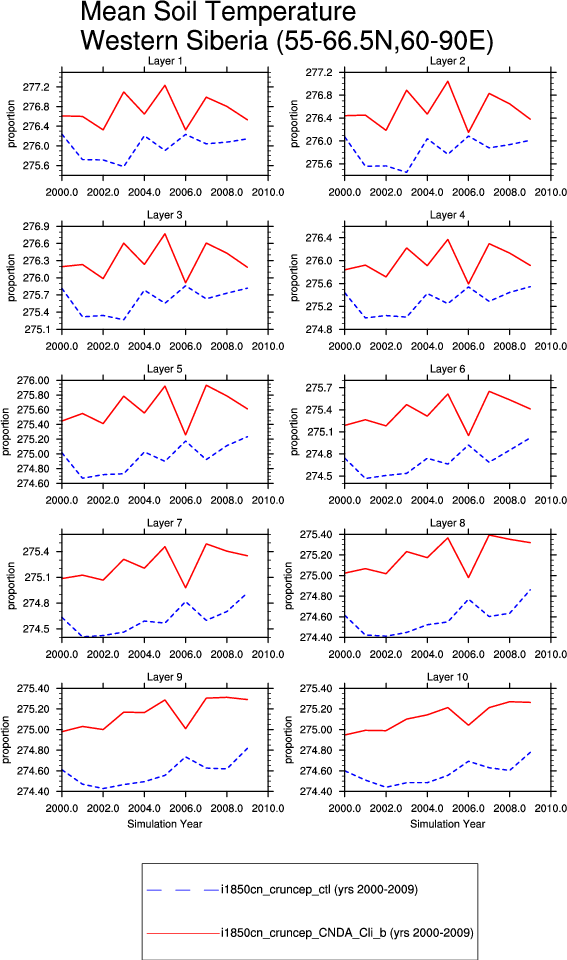 Mean Soil Temperature
Western Siberia (55-66.5N,60-90E)
Layer 1
proportion
277.2
276.8
276.4
276.0
275.6
2000.0 2002.0 2004.0 2006.0 2008.0 2010.0
Layer 2
277.2
276.8
276.4
276.0
275.6
2000.0 2002.0 2004.0 2006.0 2008.0 2010.0
Layer 3
proportion
276.9
276.6
276.3
276.0
275.7
275.4
275.1
2000.0 2002.0 2004.0 2006.0 2008.0 2010.0
Layer 4
276.4
276.0
275.6
275.2
274.8
2000.0 2002.0 2004.0 2006.0 2008.0 2010.0
Layer 5
proportion
276.00
275.80
275.60
275.40
275.20
275.00
274.80
274.60
2000.0 2002.0 2004.0 2006.0 2008.0 2010.0
Layer 6
275.7
275.4
275.1
274.8
274.5
2000.0 2002.0 2004.0 2006.0 2008.0 2010.0
Layer 7
proportion
275.4
275.1
274.8
274.5
2000.0 2002.0 2004.0 2006.0 2008.0 2010.0
Layer 8
275.40
275.20
275.00
274.80
274.60
274.40
2000.0 2002.0 2004.0 2006.0 2008.0 2010.0
Layer 9
proportion
275.40
275.20
275.00
274.80
274.60
274.40
2000.0 2002.0 2004.0 2006.0 2008.0 2010.0
Simulation Year
Layer 10
275.40
275.20
275.00
274.80
274.60
274.40
2000.0 2002.0 2004.0 2006.0 2008.0 2010.0
Simulation Year
i1850cn_cruncep_ctl (yrs 2000-2009)
i1850cn_cruncep_CNDA_Cli_b (yrs 2000-2009)